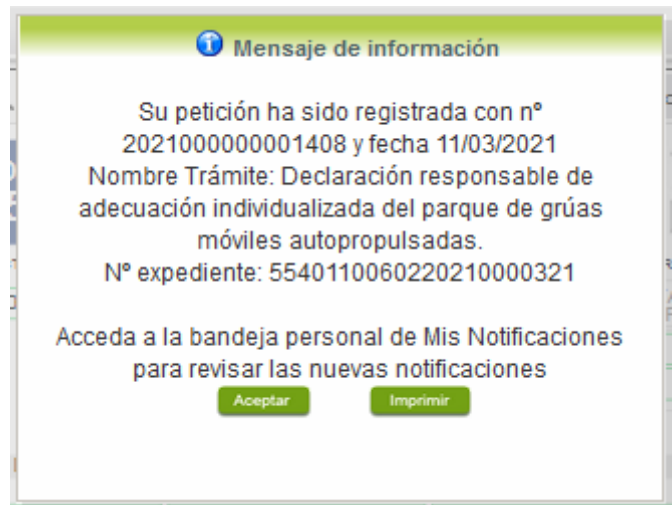 Mensaje de información
Su petición ha sido registrada con nº
2021000000001408 y fecha 11/03/2021
Nombre Trámite: Declaración responsable de
adecuación individualizada del parque de grúas
móviles autopropulsadas.
Nº expediente: 5540110060220210000321
Acceda a la bandeja personal de Mis Notificaciones
para revisar las nuevas notificaciones
Aceptar Imprimir